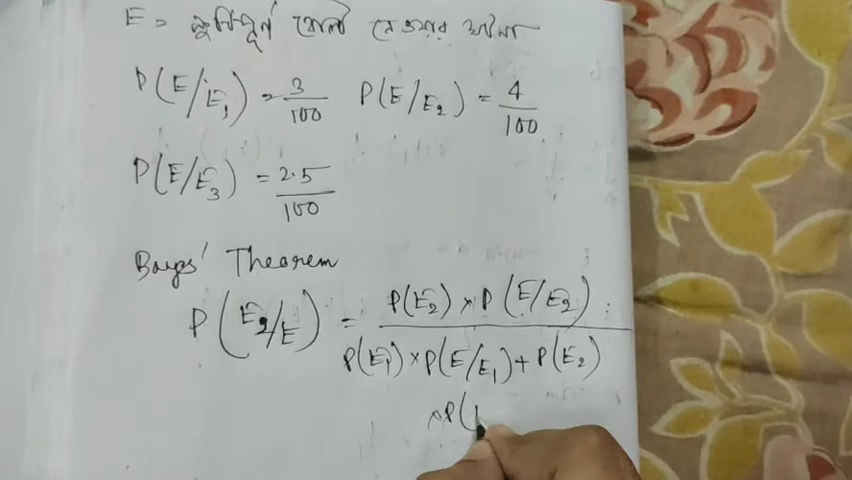 E = ত্রুটিপূর্ণ বোল্ট নেওয়ার ঘটনা
P(E/E₁) = 3/100 P(E/E₂) = 4/100
P(E/E₃) = 2.5/100
Bayes' Theorem
P(E₂/E) = P(E₂) × P(E/E₂) / P(E₁) × P(E/E₁) + P(E₂)
× P(